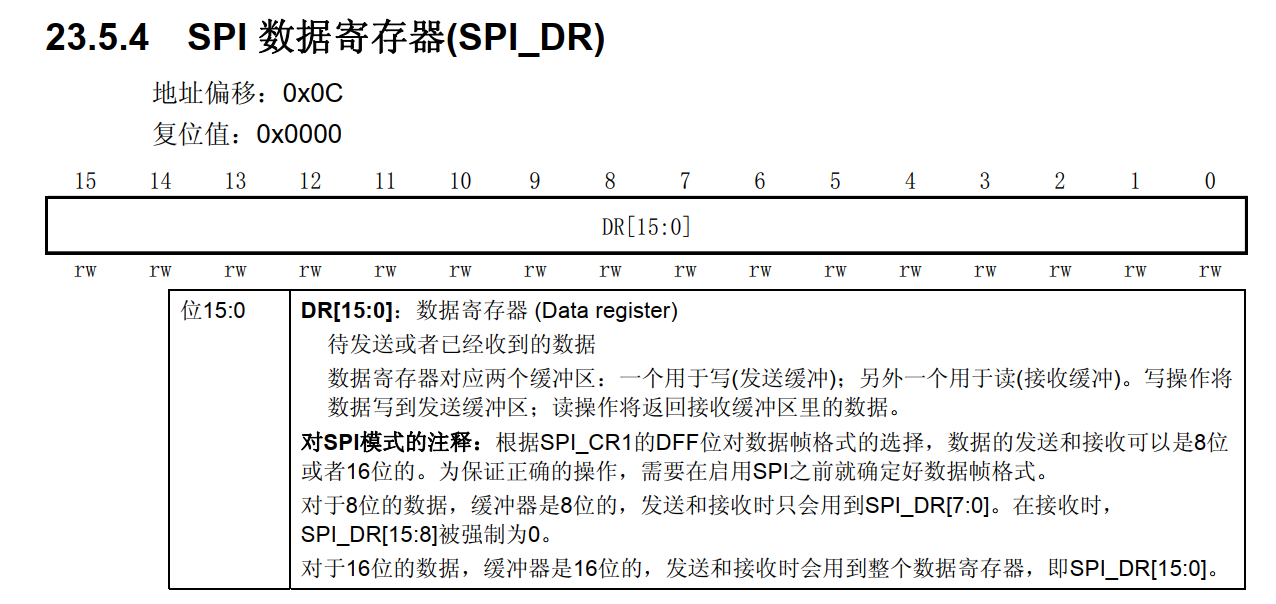 23.5.4 SPI 数据寄存器(SPI_DR)
地址偏移：0x0C
复位值：0x0000
15 14 13 12 11 10 9 8 7 6 5 4 3 2 1 0
DR[15:0]
rw rw rw rw rw rw rw rw rw rw rw rw rw rw rw rw
位15:0 DR[15:0]：数据寄存器 (Data register)
待发送或者已经收到的数据
数据寄存器对应两个缓冲区：一个用于写(发送缓冲)；另外一个用于读(接收缓冲)。写操作将
数据写到发送缓冲区；读操作将返回接收缓冲区里的数据。
对SPI模式的注释：根据SPI_CR1的DFF位对数据帧格式的选择，数据的发送和接收可以是8位
或者16位的。为保证正确的操作，需要在启用SPI之前就确定好数据帧格式。
对于8位的数据，缓冲器是8位的，发送和接收时只会用到SPI_DR[7:0]。在接收时，
SPI_DR[15:8]被强制为0。
对于16位的数据，缓冲器是16位的，发送和接收时会用到整个数据寄存器，即SPI_DR[15:0]。